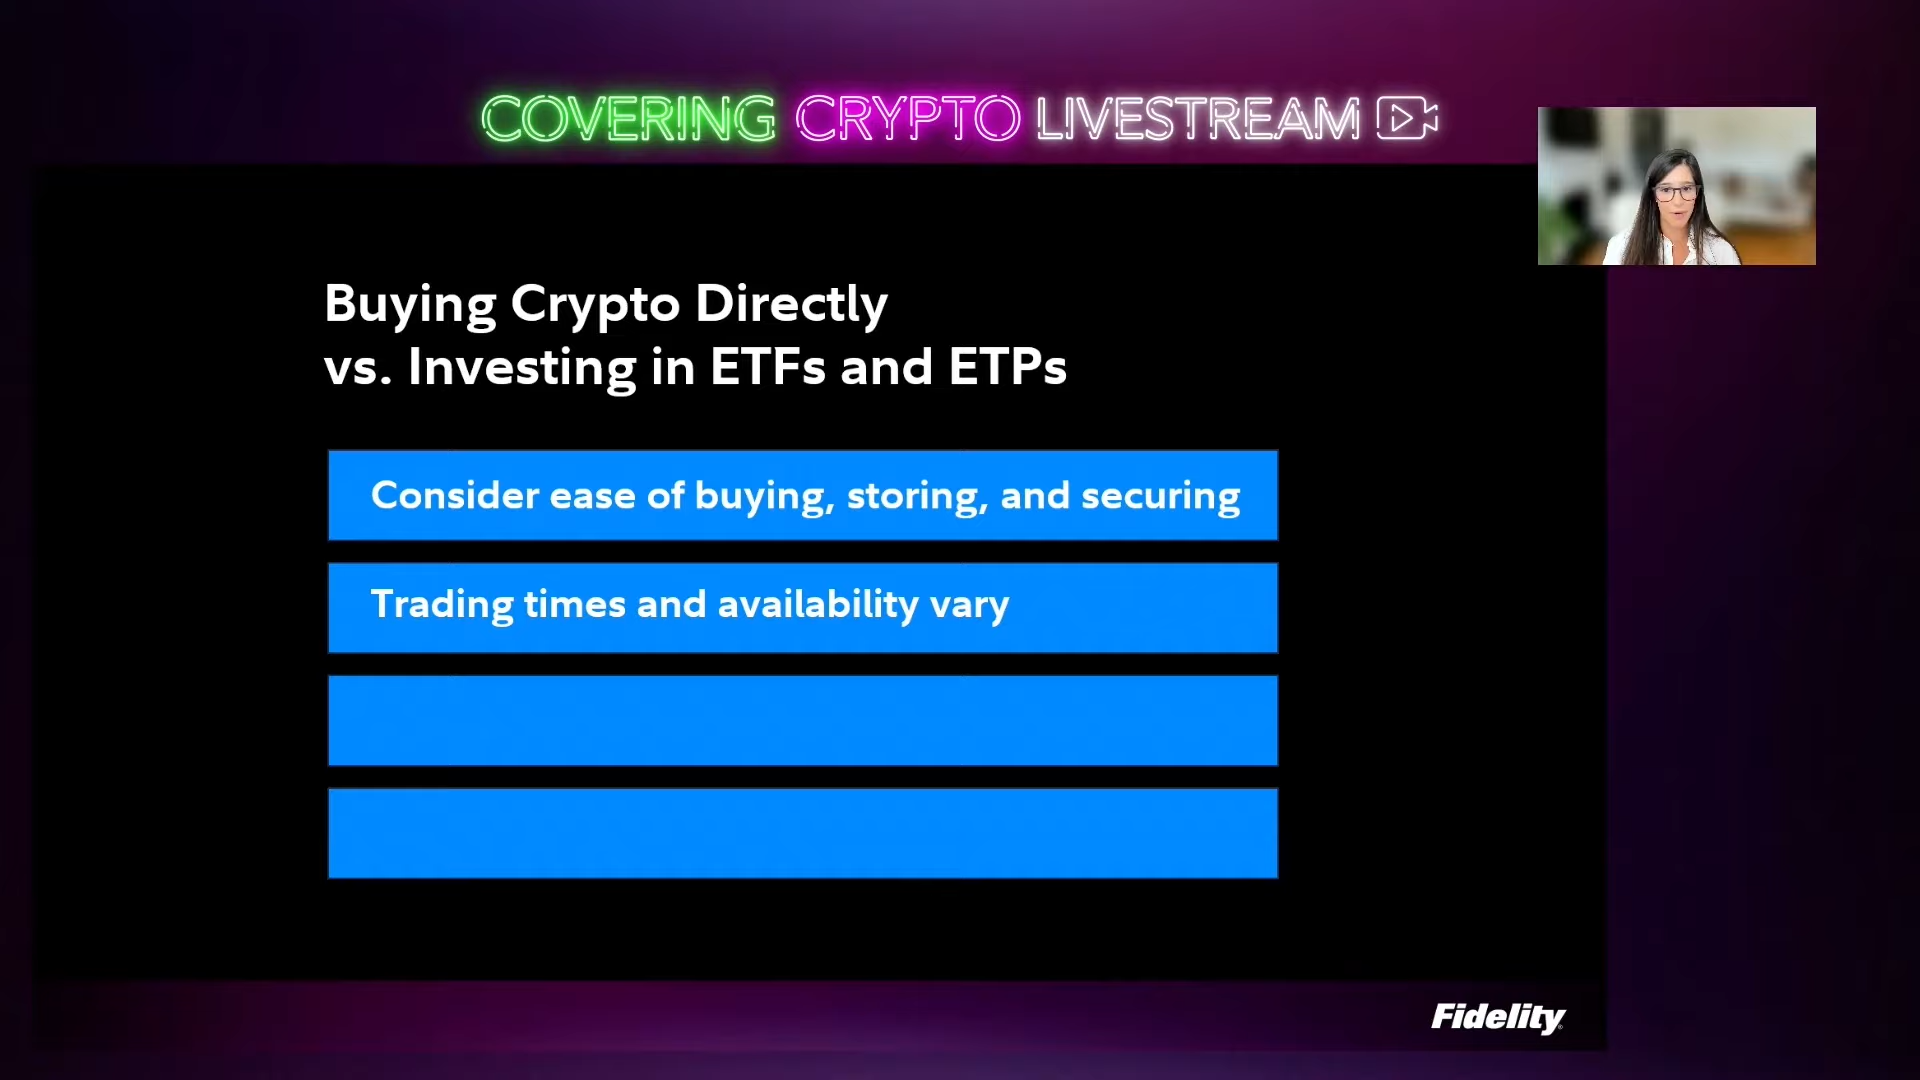 COVERING CRYPTO LIVESTREAM
Buying Crypto Directly
vs. Investing in ETFs and ETPs
Consider ease of buying, storing, and securing
Trading times and availability vary
Fidelity